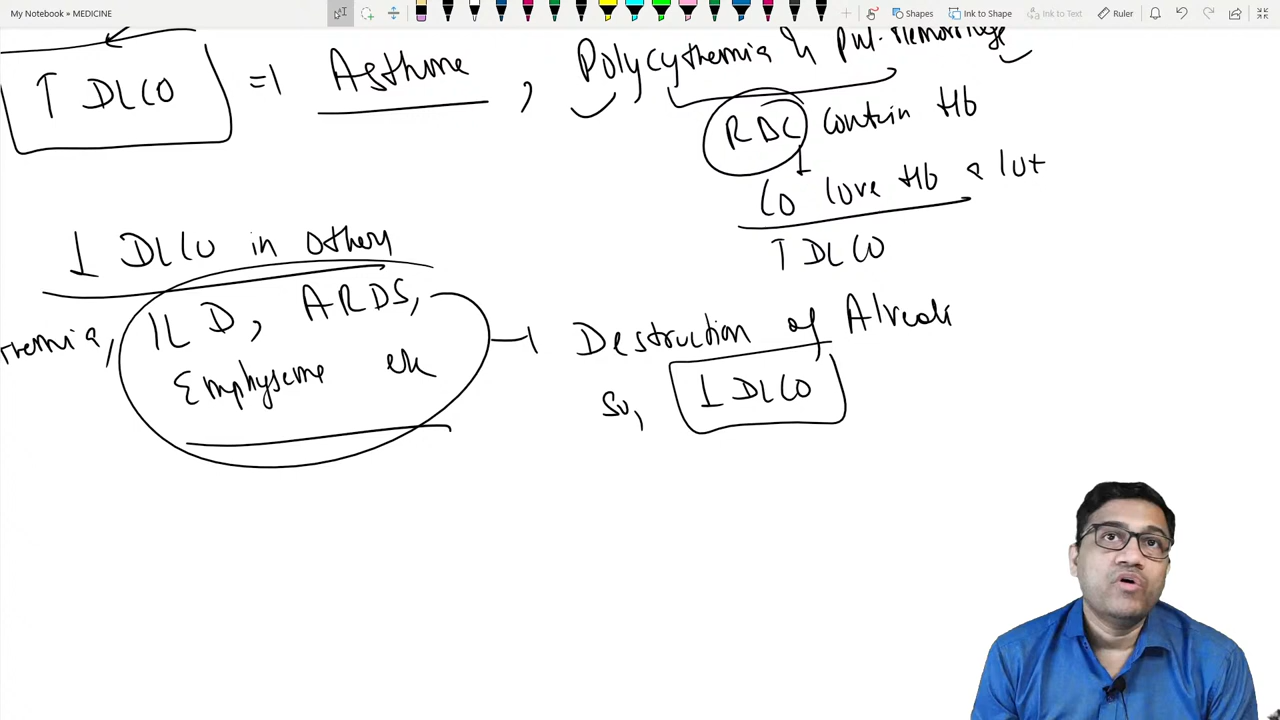 My Notebook » MEDICINE
Shapes
Ink to Shape
Ink to Text
Ruler
↑ DLCO ⇒ Asthma, Polycythemia & Pul. Hemorrhage
RBC contain Hb
CO love Hb a lot
↑ DLCO
↓ DLCO in others
ILD, ARDS,
Emphysema etc
Destruction of Alveoli
So, ↓ DLCO